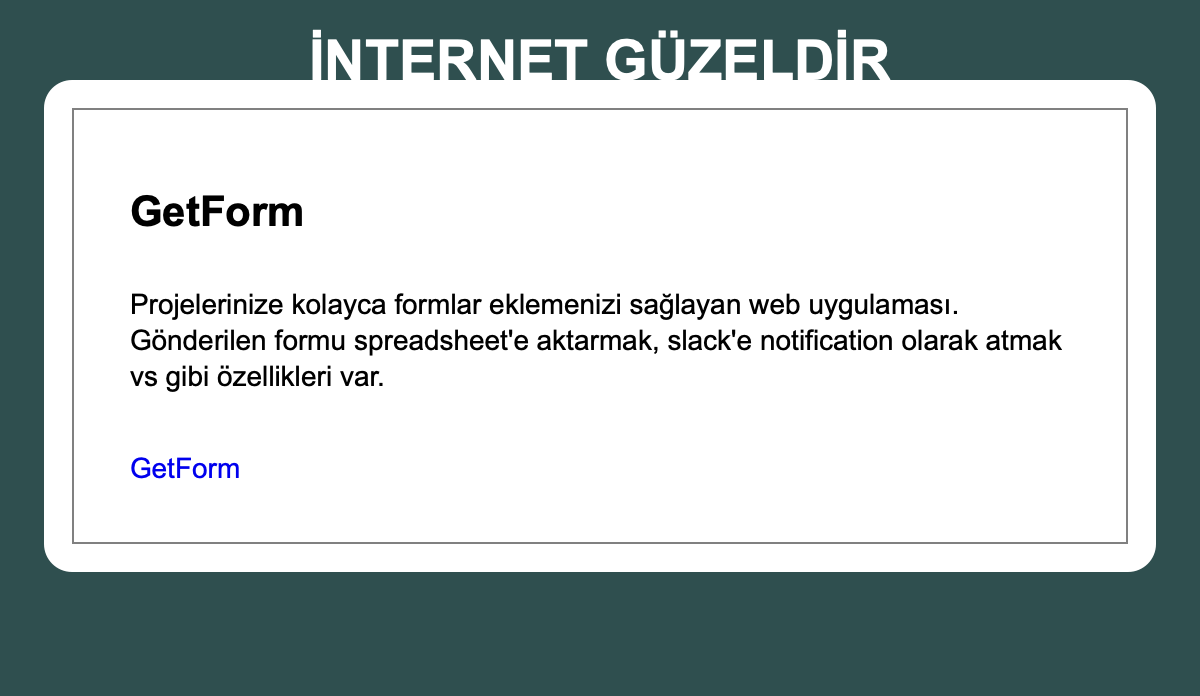 İNTERNET GÜZELDİR
GetForm
Projelerinize kolayca formlar eklemenizi sağlayan web uygulaması.
Gönderilen formu spreadsheet'e aktarmak, slack'e notification olarak atmak
vs gibi özellikleri var.
GetForm